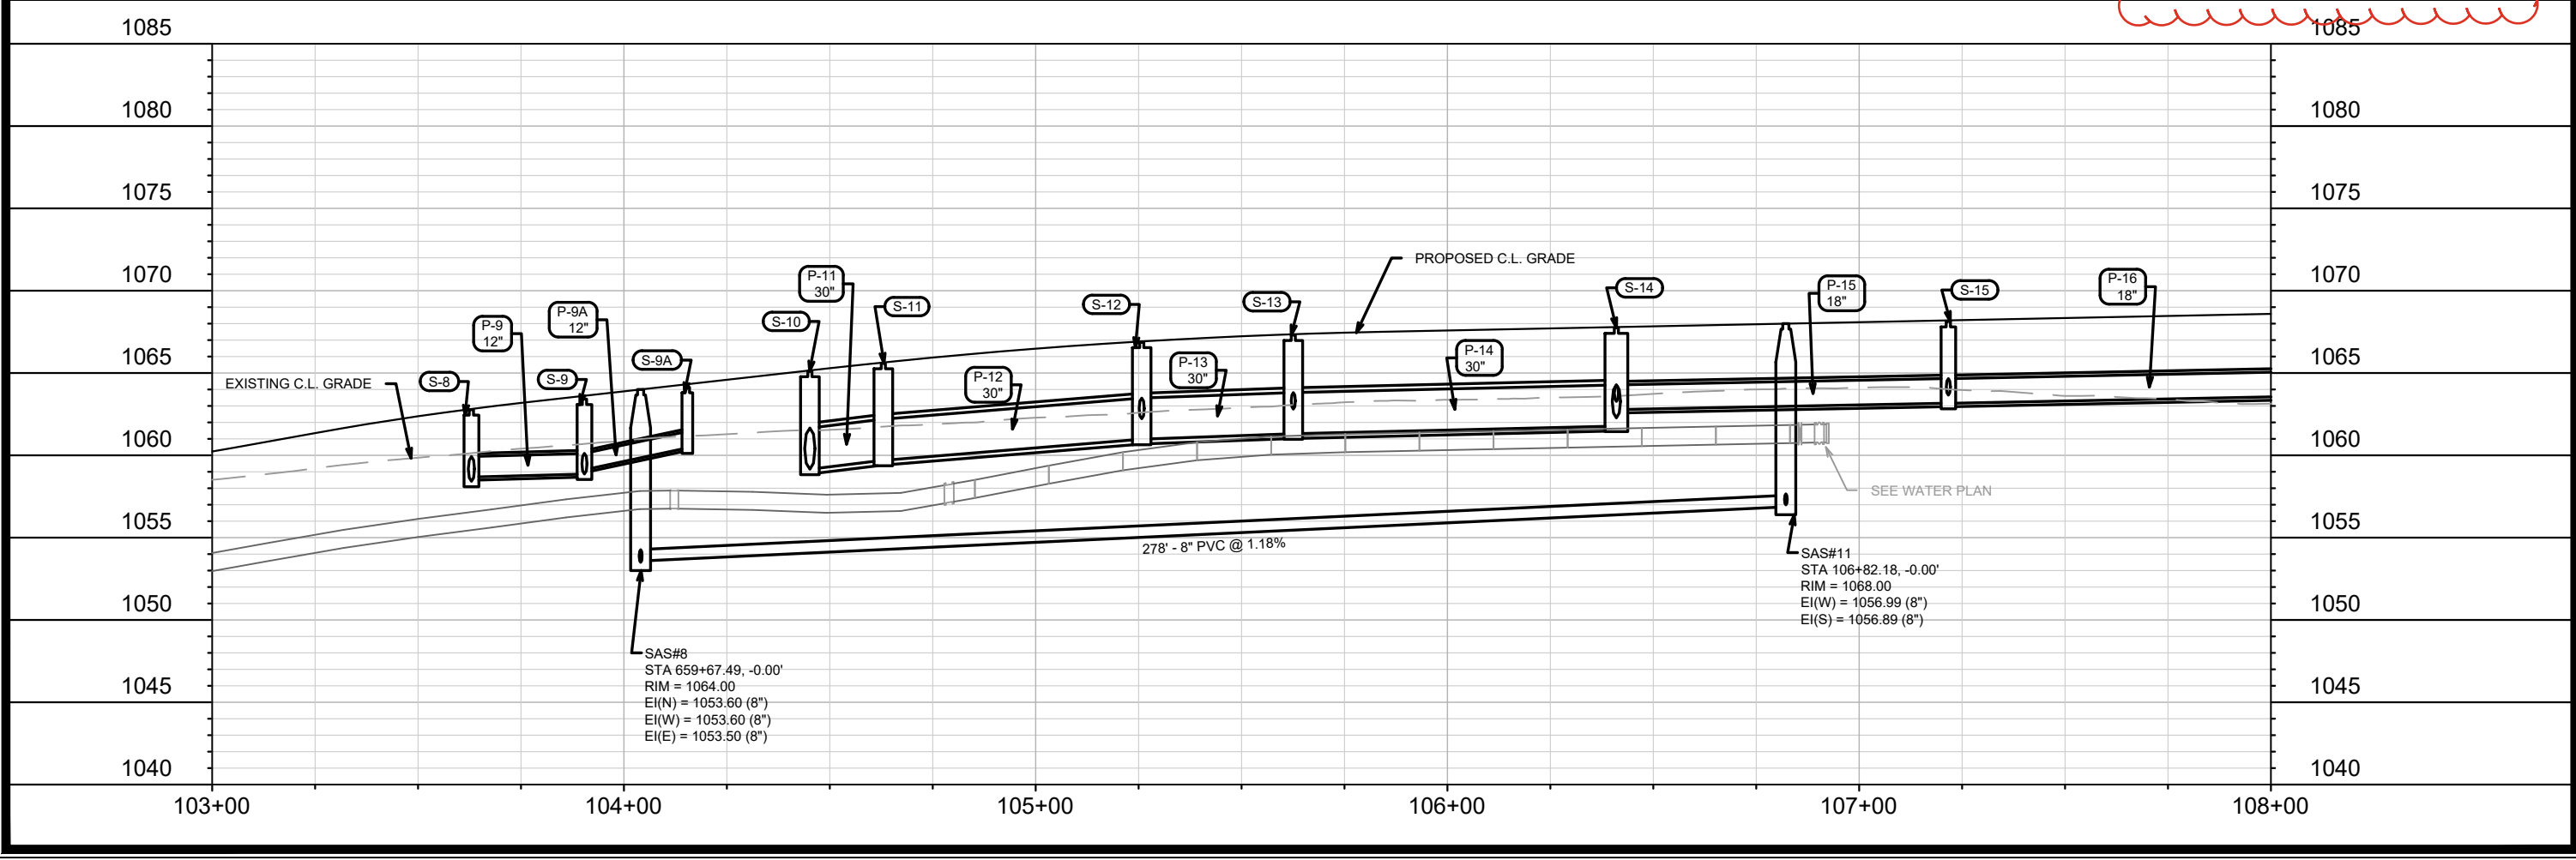 1085
1085
1080
1080
1075
1075
1070
1070
1065
1065
1060
1060
1055
1055
1050
1050
1045
1045
1040
1040
PROPOSED C.L. GRADE
EXISTING C.L. GRADE
S-8
P-9
12"
S-9
P-9A
12"
S-9A
S-10
P-11
30"
S-11
P-12
30"
S-12
P-13
30"
S-13
P-14
30"
S-14
P-15
18"
S-15
P-16
18"
SEE WATER PLAN
278' - 8" PVC @ 1.18%
SAS#11
STA 106+82.18, -0.00'
RIM = 1068.00
EI(W) = 1056.99 (8")
EI(S) = 1056.89 (8")
SAS#8
STA 659+67.49, -0.00'
RIM = 1064.00
EI(N) = 1053.60 (8")
EI(W) = 1053.60 (8")
EI(E) = 1053.50 (8")
103+00
104+00
105+00
106+00
107+00
108+00